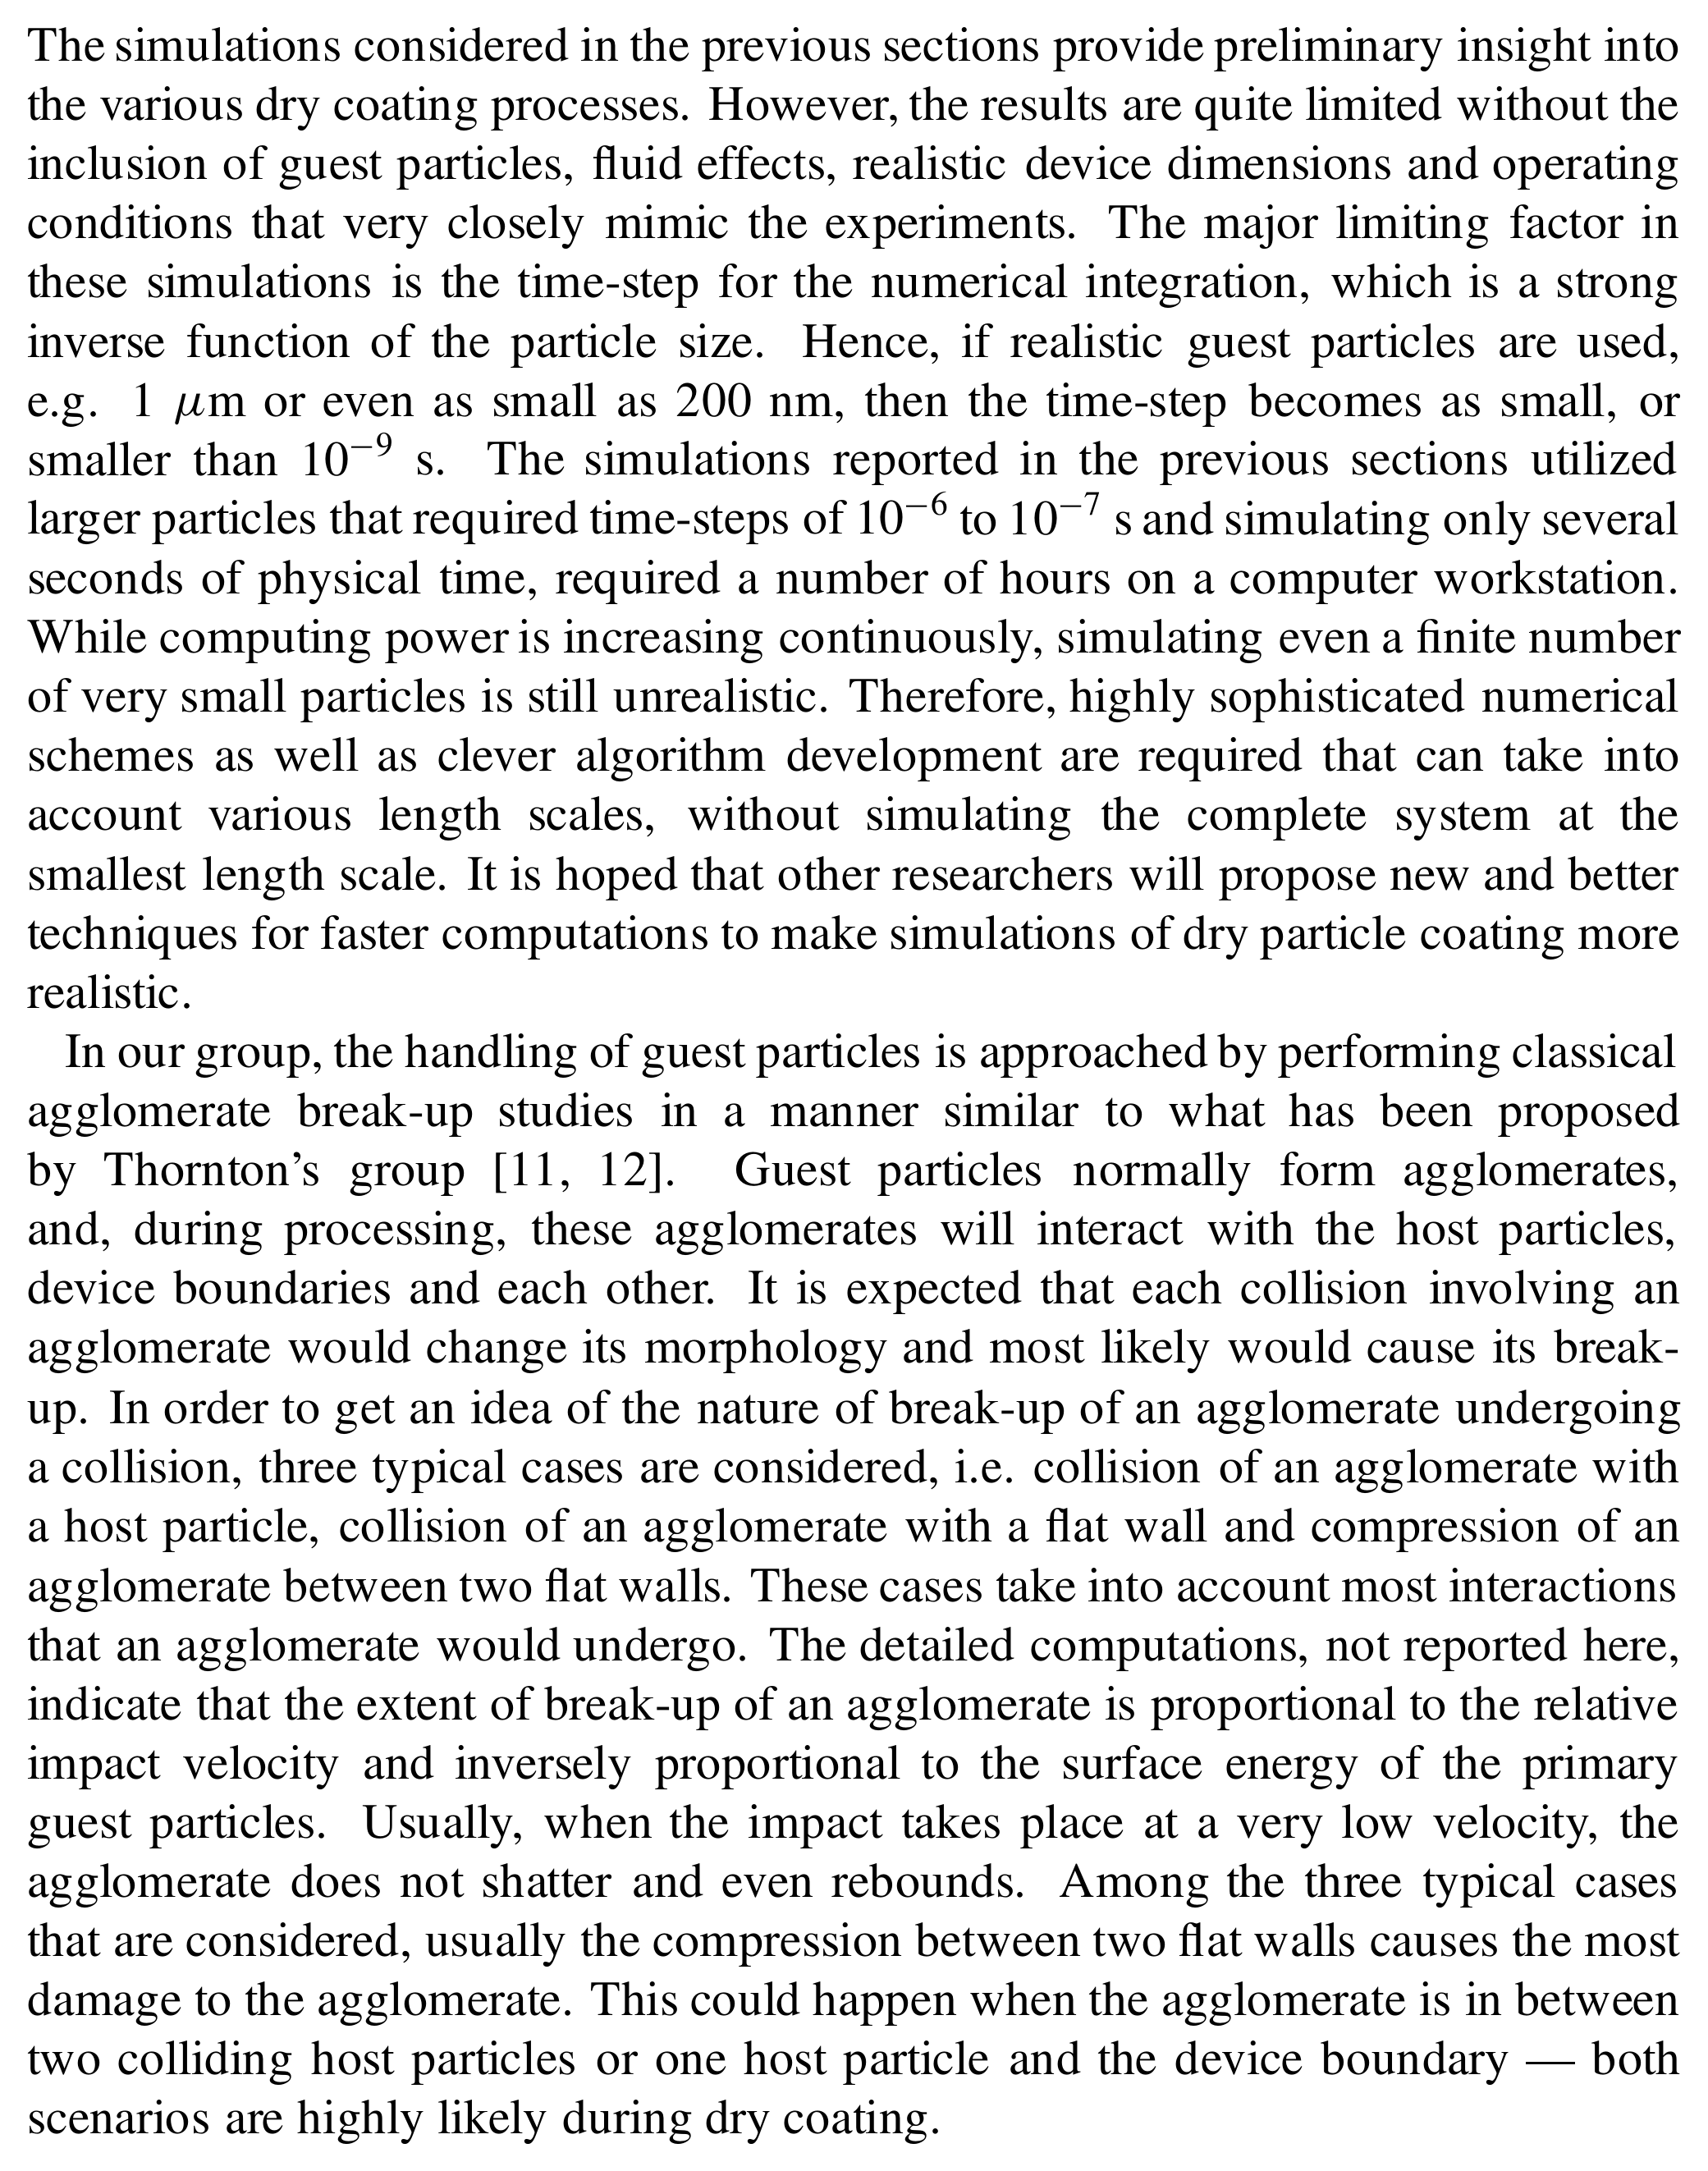 The simulations considered in the previous sections provide preliminary insight into
the various dry coating processes. However, the results are quite limited without the
inclusion of guest particles, fluid effects, realistic device dimensions and operating
conditions that very closely mimic the experiments. The major limiting factor in
these simulations is the time-step for the numerical integration, which is a strong
inverse function of the particle size. Hence, if realistic guest particles are used,
e.g. 1 μm or even as small as 200 nm, then the time-step becomes as small, or
smaller than 10⁻⁹ s. The simulations reported in the previous sections utilized
larger particles that required time-steps of 10⁻⁶ to 10⁻⁷ s and simulating only several
seconds of physical time, required a number of hours on a computer workstation.
While computing power is increasing continuously, simulating even a finite number
of very small particles is still unrealistic. Therefore, highly sophisticated numerical
schemes as well as clever algorithm development are required that can take into
account various length scales, without simulating the complete system at the
smallest length scale. It is hoped that other researchers will propose new and better
techniques for faster computations to make simulations of dry particle coating more
realistic.
In our group, the handling of guest particles is approached by performing classical
agglomerate break-up studies in a manner similar to what has been proposed
by Thornton's group [11, 12]. Guest particles normally form agglomerates,
and, during processing, these agglomerates will interact with the host particles,
device boundaries and each other. It is expected that each collision involving an
agglomerate would change its morphology and most likely would cause its break-
up. In order to get an idea of the nature of break-up of an agglomerate undergoing
a collision, three typical cases are considered, i.e. collision of an agglomerate with
a host particle, collision of an agglomerate with a flat wall and compression of an
agglomerate between two flat walls. These cases take into account most interactions
that an agglomerate would undergo. The detailed computations, not reported here,
indicate that the extent of break-up of an agglomerate is proportional to the relative
impact velocity and inversely proportional to the surface energy of the primary
guest particles. Usually, when the impact takes place at a very low velocity, the
agglomerate does not shatter and even rebounds. Among the three typical cases
that are considered, usually the compression between two flat walls causes the most
damage to the agglomerate. This could happen when the agglomerate is in between
two colliding host particles or one host particle and the device boundary — both
scenarios are highly likely during dry coating.